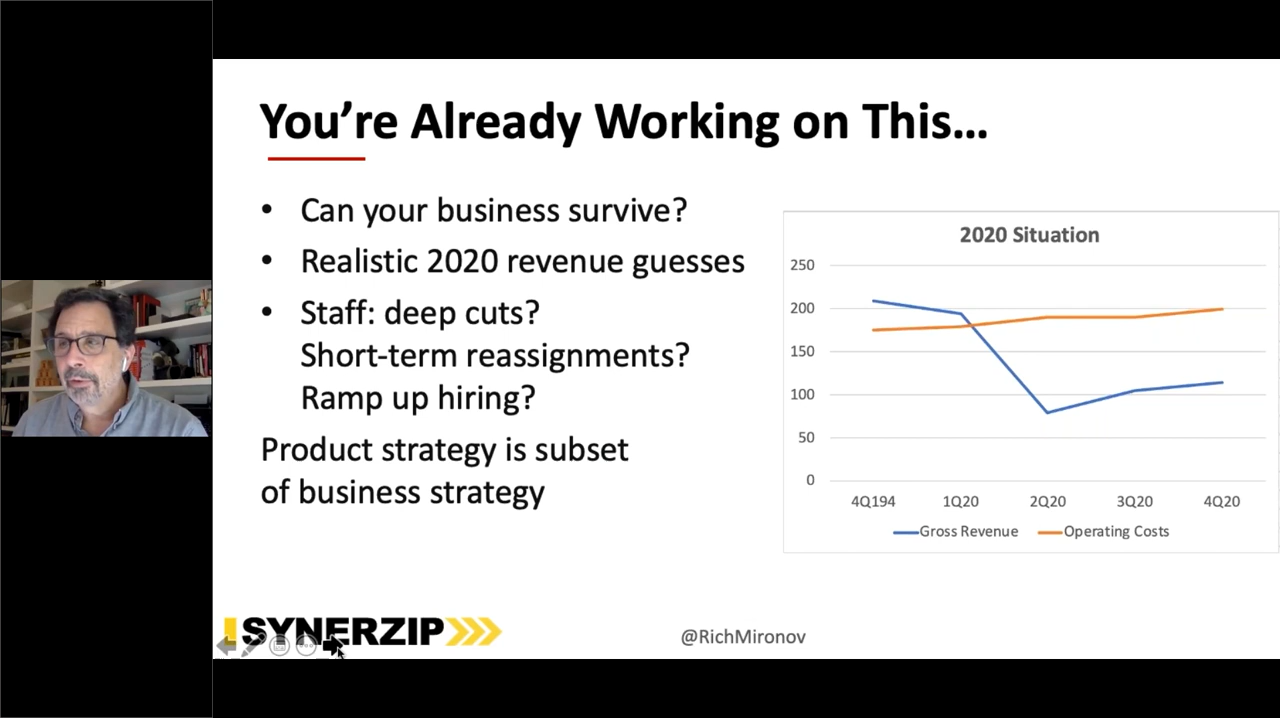 You're Already Working on This...
• Can your business survive?
• Realistic 2020 revenue guesses
• Staff: deep cuts?
Short-term reassignments?
Ramp up hiring?
Product strategy is subset
of business strategy
2020 Situation
250
200
150
100
50
0
4Q194 1Q20 2Q20 3Q20 4Q20
Gross Revenue Operating Costs
SYNERZIP
@RichMironov